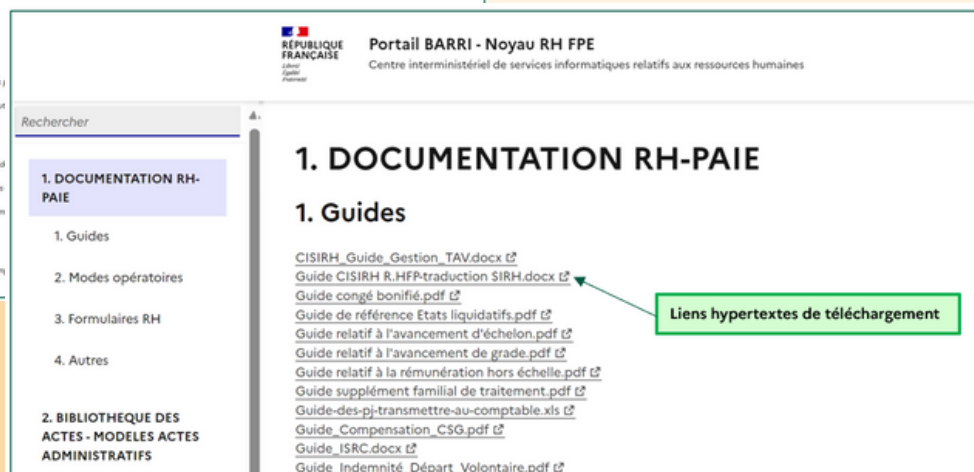 RÉPUBLIQUE
FRANÇAISE
Liberté
Égalité
Fraternité
Portail BARRI - Noyau RH FPE
Centre interministériel de services informatiques relatifs aux ressources humaines
Rechercher
1. DOCUMENTATION RH-
PAIE
1. Guides
2. Modes opératoires
3. Formulaires RH
4. Autres
2. BIBLIOTHEQUE DES
ACTES - MODELES ACTES
ADMINISTRATIFS
1. DOCUMENTATION RH-PAIE
1. Guides
CISIRH_Guide_Gestion_TAV.docx
Guide CISIRH R.HFP-traduction SIRH.docx
Guide congé bonifié.pdf
Guide de référence Etats liquidatifs.pdf
Guide relatif à l'avancement d'échelon.pdf
Guide relatif à l'avancement de grade.pdf
Guide relatif à la rémunération hors échelle.pdf
Guide supplément familial de traitement.pdf
Guide-des-pj-transmettre-au-comptable.xls
Guide_Compensation_CSG.pdf
Guide_ISRC.docx
Guide_Indemnité_Départ_Volontaire.pdf
Liens hypertextes de téléchargement